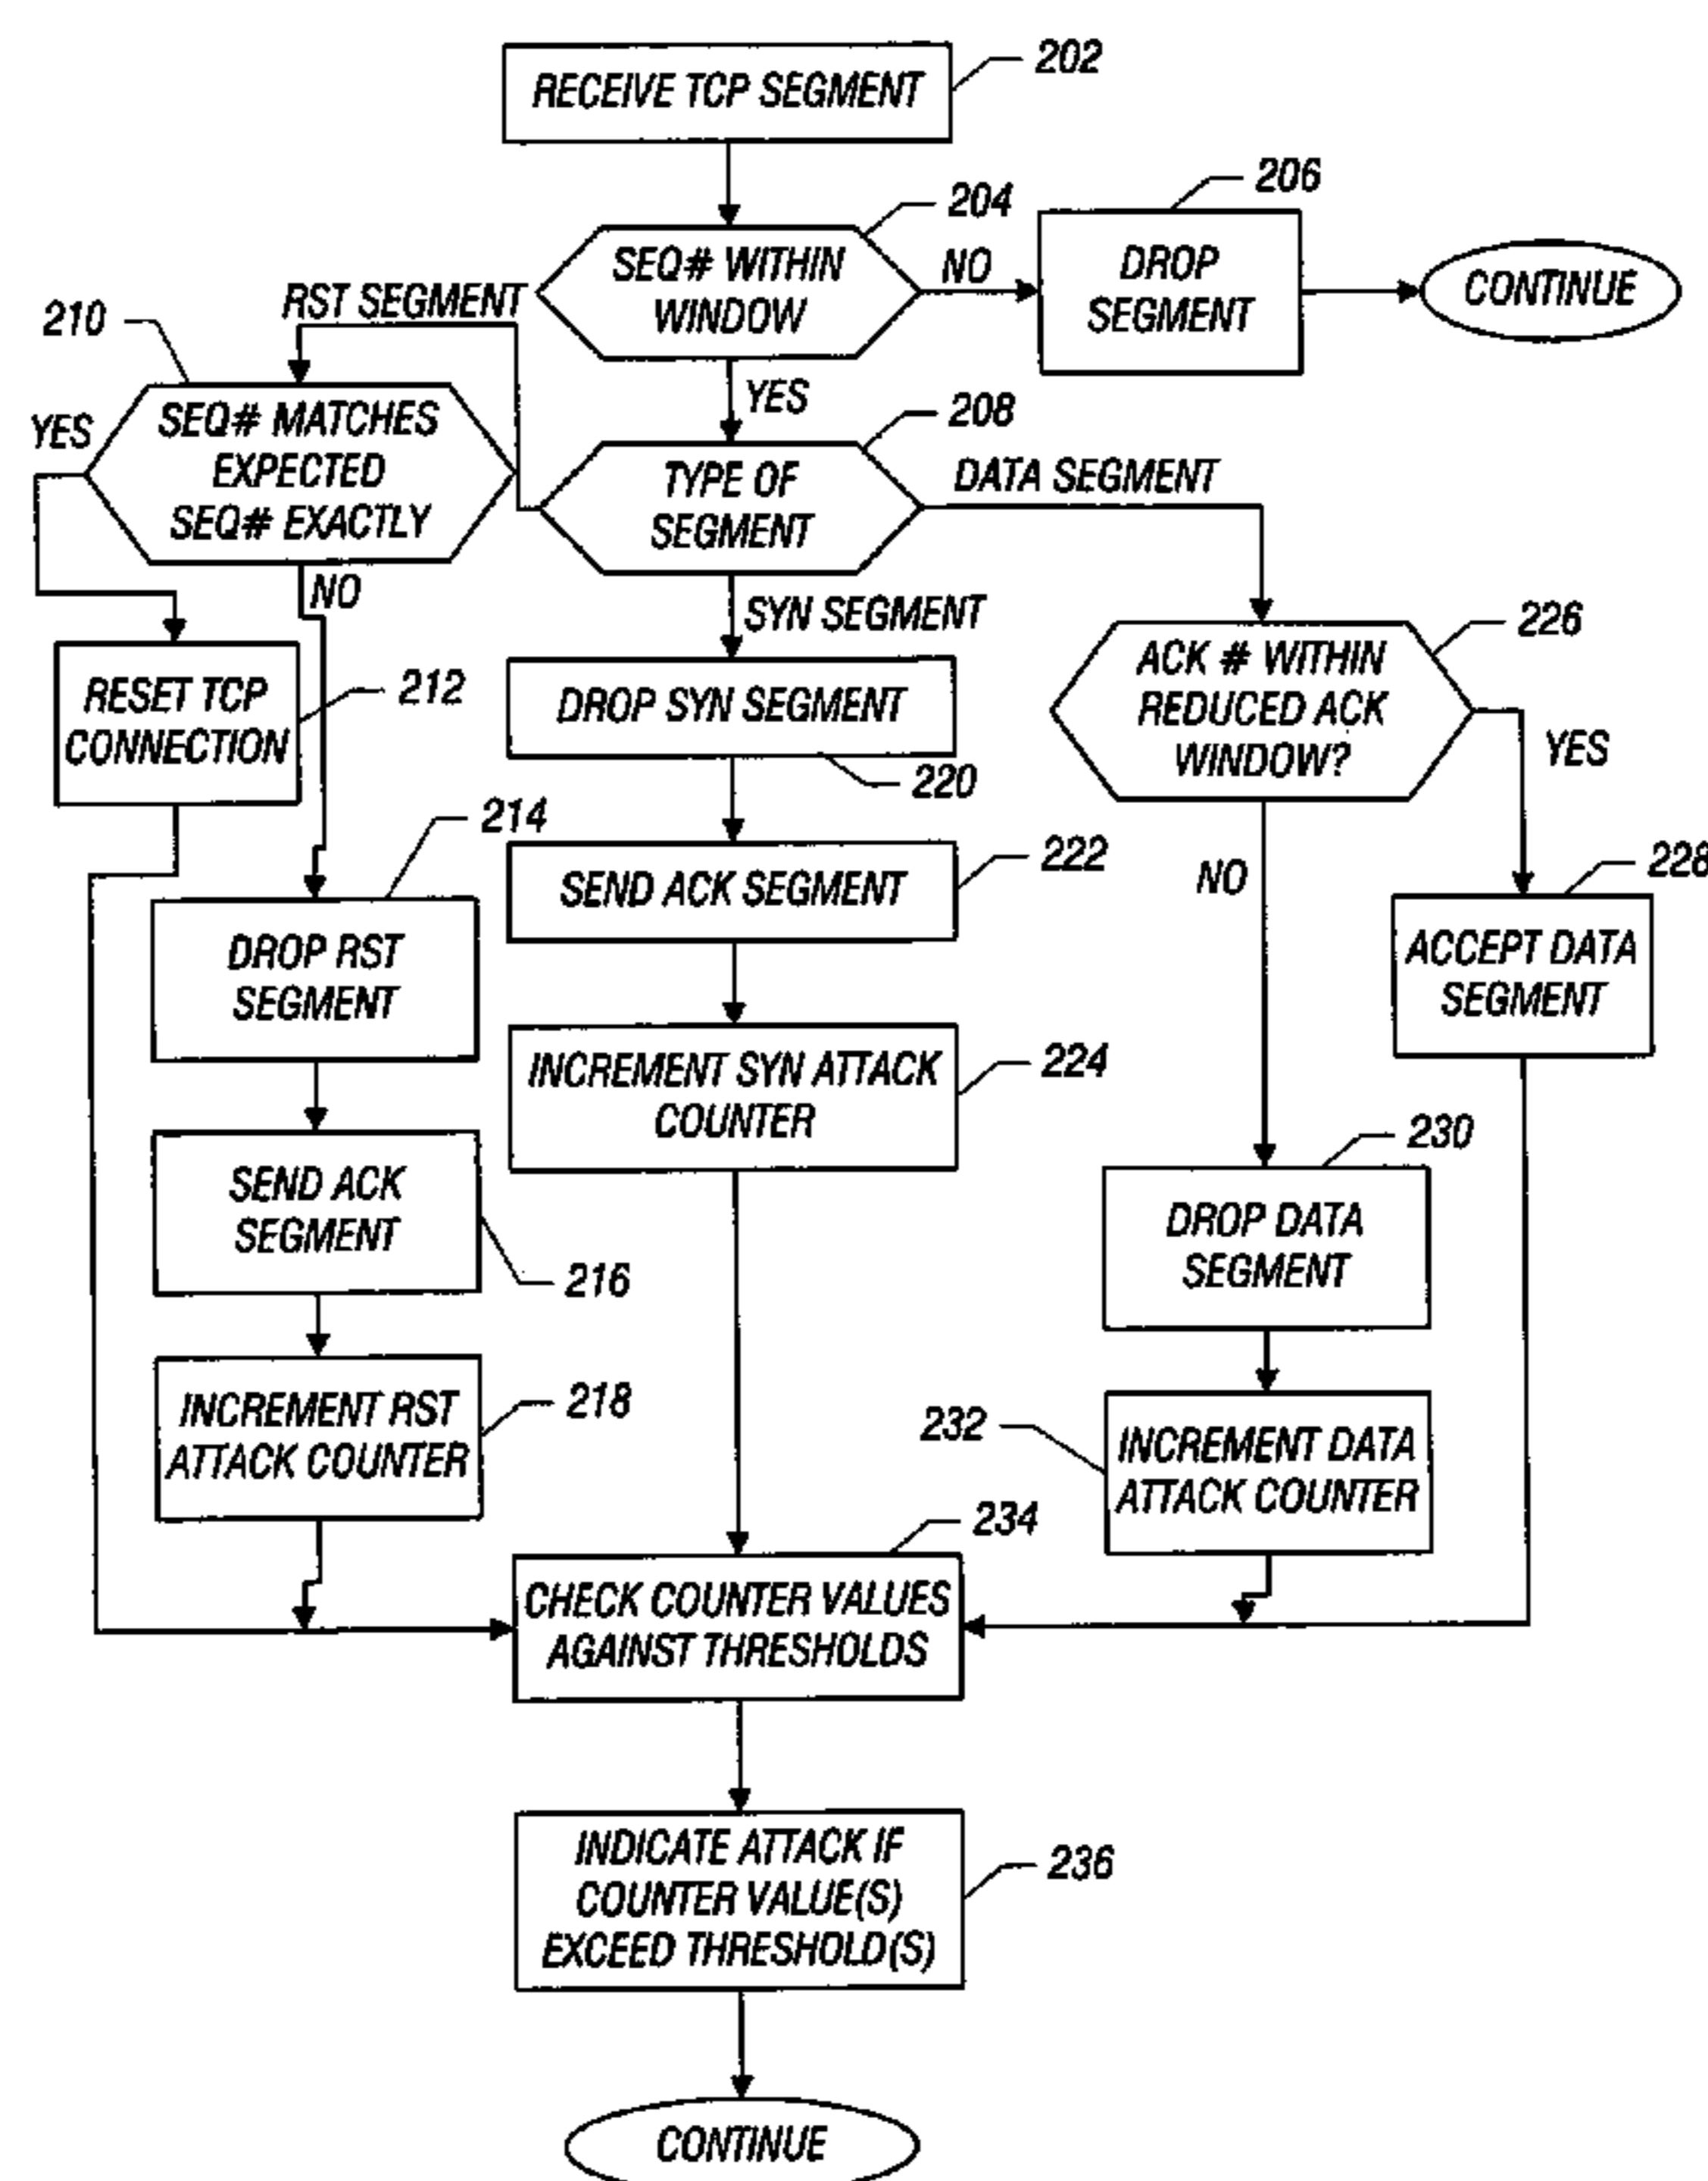 RECEIVE TCP SEGMENT
202
SEQ# WITHIN
WINDOW
204
NO
206
DROP
SEGMENT
CONTINUE
RST SEGMENT
210
YES
SEQ# MATCHES
EXPECTED
SEQ# EXACTLY
YES
208
TYPE OF
SEGMENT
DATA SEGMENT
NO
SYN SEGMENT
226
ACK # WITHIN
REDUCED ACK
WINDOW?
YES
RESET TCP
CONNECTION
212
DROP SYN SEGMENT
220
214
SEND ACK SEGMENT
222
NO
228
ACCEPT DATA
SEGMENT
DROP RST
SEGMENT
INCREMENT SYN ATTACK
COUNTER
224
230
DROP DATA
SEGMENT
SEND ACK
SEGMENT
216
INCREMENT RST
ATTACK COUNTER
218
232
INCREMENT DATA
ATTACK COUNTER
234
CHECK COUNTER VALUES
AGAINST THRESHOLDS
INDICATE ATTACK IF
COUNTER VALUE(S)
EXCEED THRESHOLD(S)
236
CONTINUE